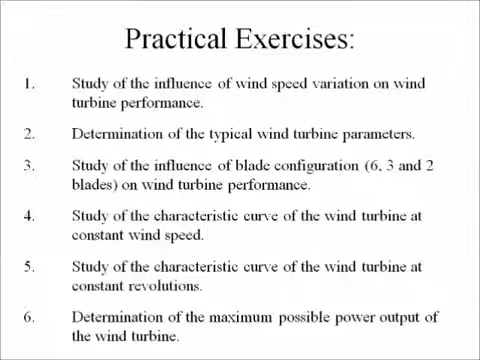 Practical Exercises:
1. Study of the influence of wind speed variation on wind
turbine performance.
2. Determination of the typical wind turbine parameters.
3. Study of the influence of blade configuration (6, 3 and 2
blades) on wind turbine performance.
4. Study of the characteristic curve of the wind turbine at
constant wind speed.
5. Study of the characteristic curve of the wind turbine at
constant revolutions.
6. Determination of the maximum possible power output of
the wind turbine.